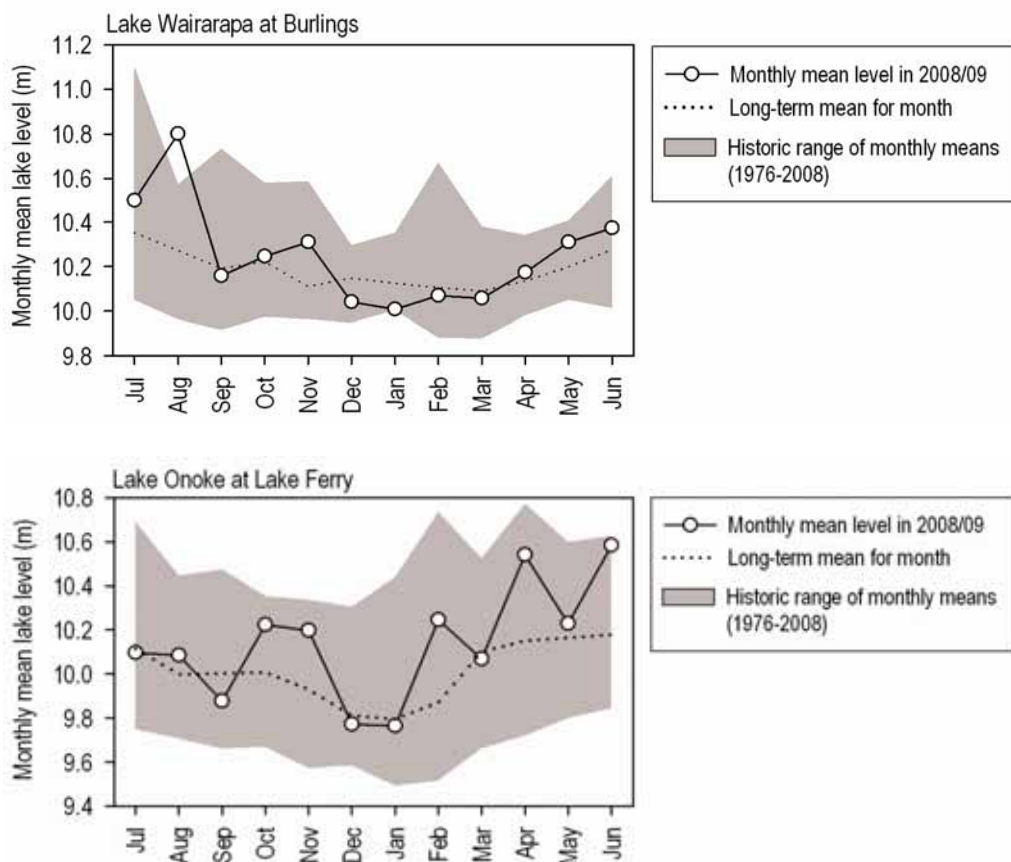 Lake Wairarapa at Burlings
Monthly mean lake level (m)
11.2
11.0
10.8
10.6
10.4
10.2
10.0
9.8
Jul
Aug
Sep
Oct
Nov
Dec
Jan
Feb
Mar
Apr
May
Jun
Monthly mean level in 2008/09
Long-term mean for month
Historic range of monthly means
(1976-2008)
Lake Onoke at Lake Ferry
Monthly mean lake level (m)
10.8
10.6
10.4
10.2
10.0
9.8
9.6
9.4
Jul
Aug
Sep
Oct
Nov
Dec
Jan
Feb
Mar
Apr
May
Jun
Monthly mean level in 2008/09
Long-term mean for month
Historic range of monthly means
(1976-2008)